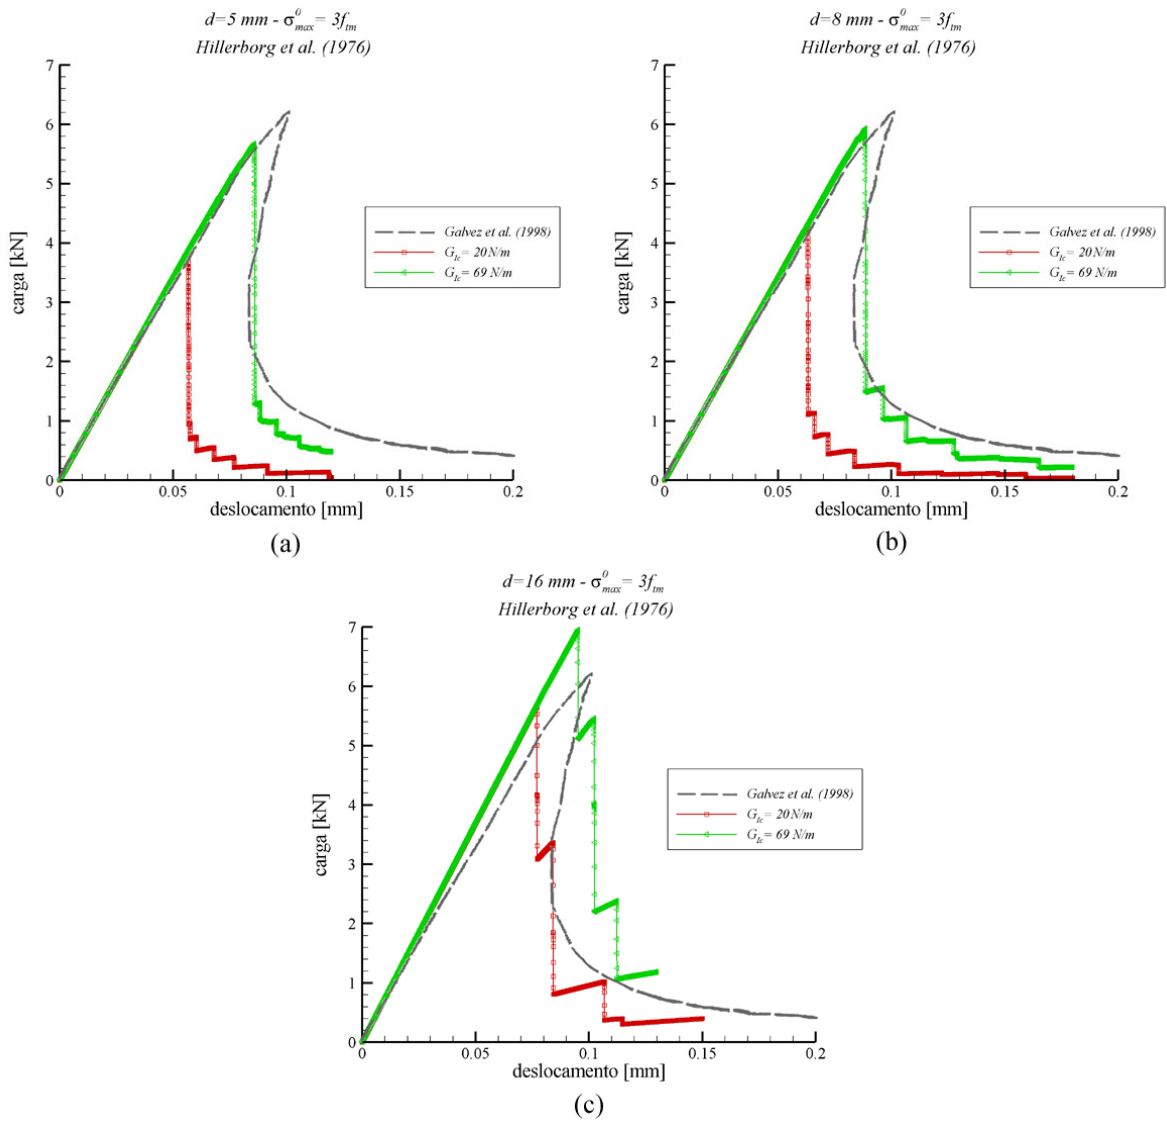 d=5 mm - σ⁰max= 3ftm
Hillerborg et al. (1976)
carga [kN]
7
6
5
4
3
2
1
0
0
0.05
0.1
0.15
0.2
deslocamento [mm]
Galvez et al. (1998)
GIc= 20 N/m
GIc= 69 N/m
(a)
d=8 mm - σ⁰max= 3ftm
Hillerborg et al. (1976)
carga [kN]
7
6
5
4
3
2
1
0
0
0.05
0.1
0.15
0.2
deslocamento [mm]
Galvez et al. (1998)
GIc= 20 N/m
GIc= 69 N/m
(b)
d=16 mm - σ⁰max= 3ftm
Hillerborg et al. (1976)
carga [kN]
7
6
5
4
3
2
1
0
0
0.05
0.1
0.15
0.2
deslocamento [mm]
Galvez et al. (1998)
GIc= 20 N/m
GIc= 69 N/m
(c)